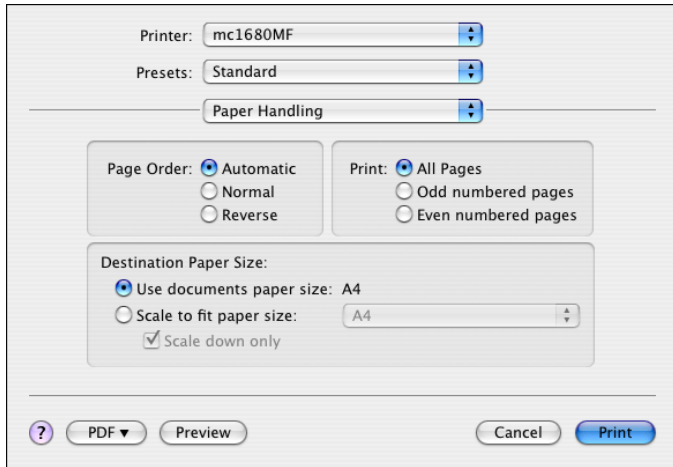 Printer: mc1680MF
Presets: Standard
Paper Handling
Page Order: Automatic
Normal
Reverse
Print: All Pages
Odd numbered pages
Even numbered pages
Destination Paper Size:
Use documents paper size: A4
Scale to fit paper size: A4
Scale down only
? PDF▼ Preview Cancel Print